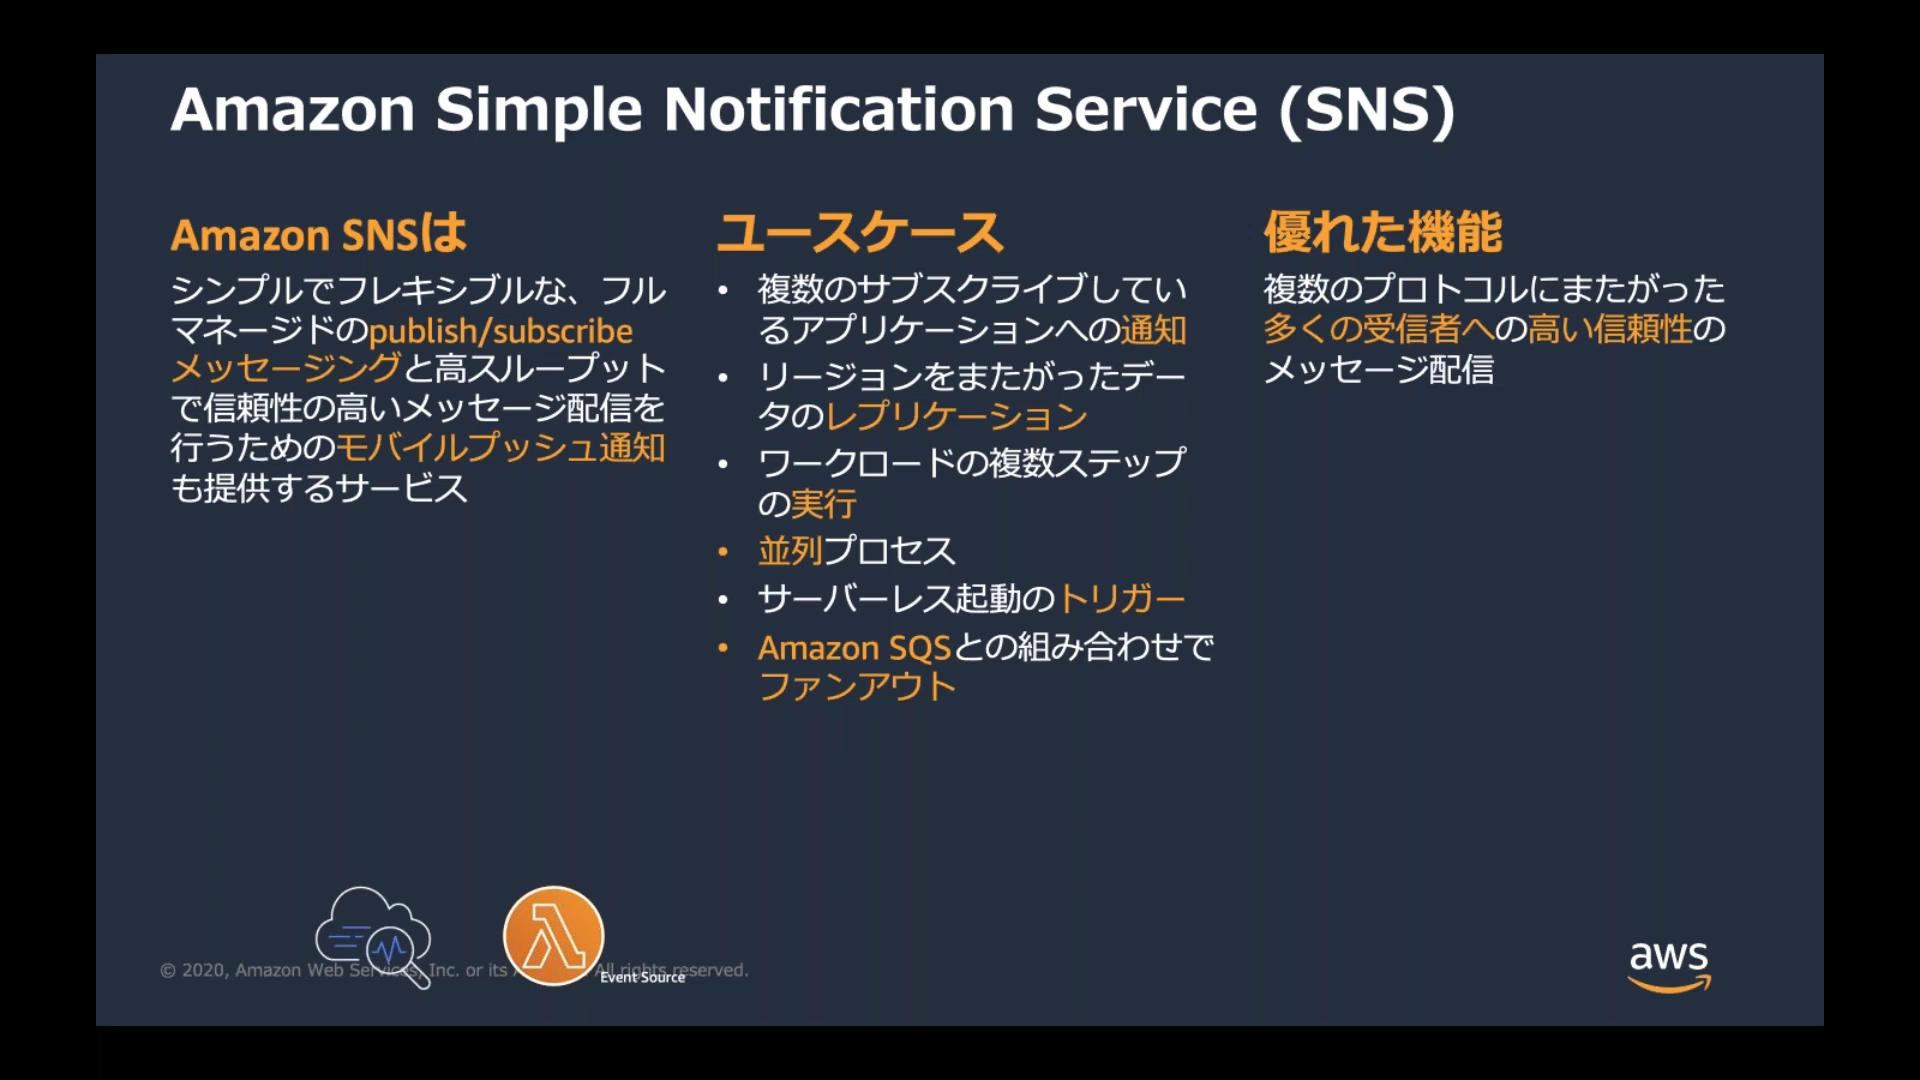 Amazon Simple Notification Service (SNS)
Amazon SNSは
シンプルでフレキシブルな、フル
マネージドのpublish/subscribe
メッセージングと高スループット
で信頼性の高いメッセージ配信を
行うためのモバイルプッシュ通知
も提供するサービス
ユースケース
• 複数のサブスクライブしてい
るアプリケーションへの通知
• リージョンをまたがったデー
タのレプリケーション
• ワークロードの複数ステップ
の実行
• 並列プロセス
• サーバーレス起動のトリガー
• Amazon SQSとの組み合わせで
ファンアウト
優れた機能
複数のプロトコルにまたがった
多くの受信者への高い信頼性の
メッセージ配信
© 2020, Amazon Web Services, Inc. or its All rights reserved.
Event Source
aws